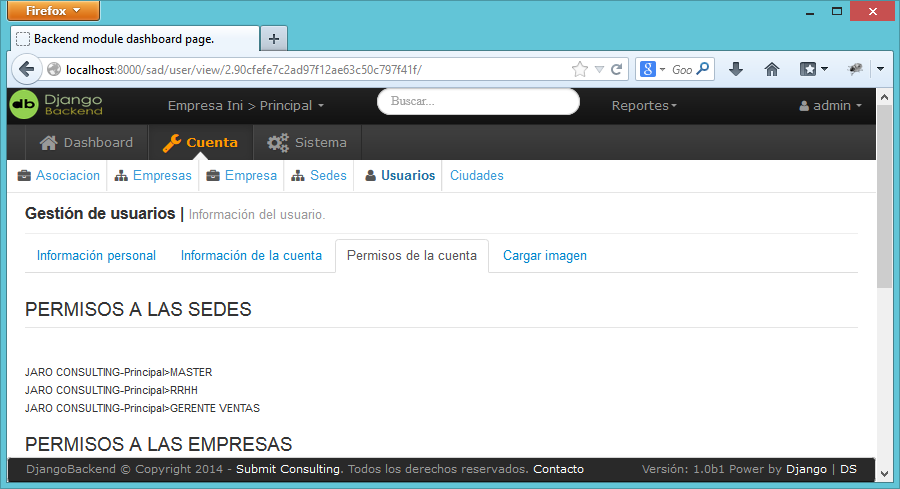 Firefox
Backend module dashboard page.
localhost:8000/sad/user/view/2.90cfefe7c2ad97f12ae63c50c797f41f/
Goo
db Django Backend
Empresa Ini > Principal
Buscar...
Reportes
admin
Dashboard
Cuenta
Sistema
Asociacion
Empresas
Empresa
Sedes
Usuarios
Ciudades
Gestión de usuarios | Información del usuario.
Información personal
Información de la cuenta
Permisos de la cuenta
Cargar imagen
PERMISOS A LAS SEDES
JARO CONSULTING-Principal>MASTER
JARO CONSULTING-Principal>RRHH
JARO CONSULTING-Principal>GERENTE VENTAS
PERMISOS A LAS EMPRESAS
DjangoBackend © Copyright 2014 - Submit Consulting. Todos los derechos reservados. Contacto
Versión: 1.0b1 Power by Django | DS